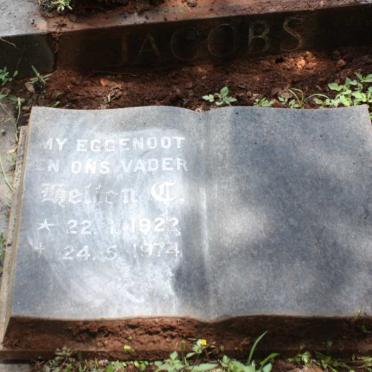 JACOBS
MY EGGENOOT
EN ONS VADER
C.
* 22.1.1922
+ 24.5.1974